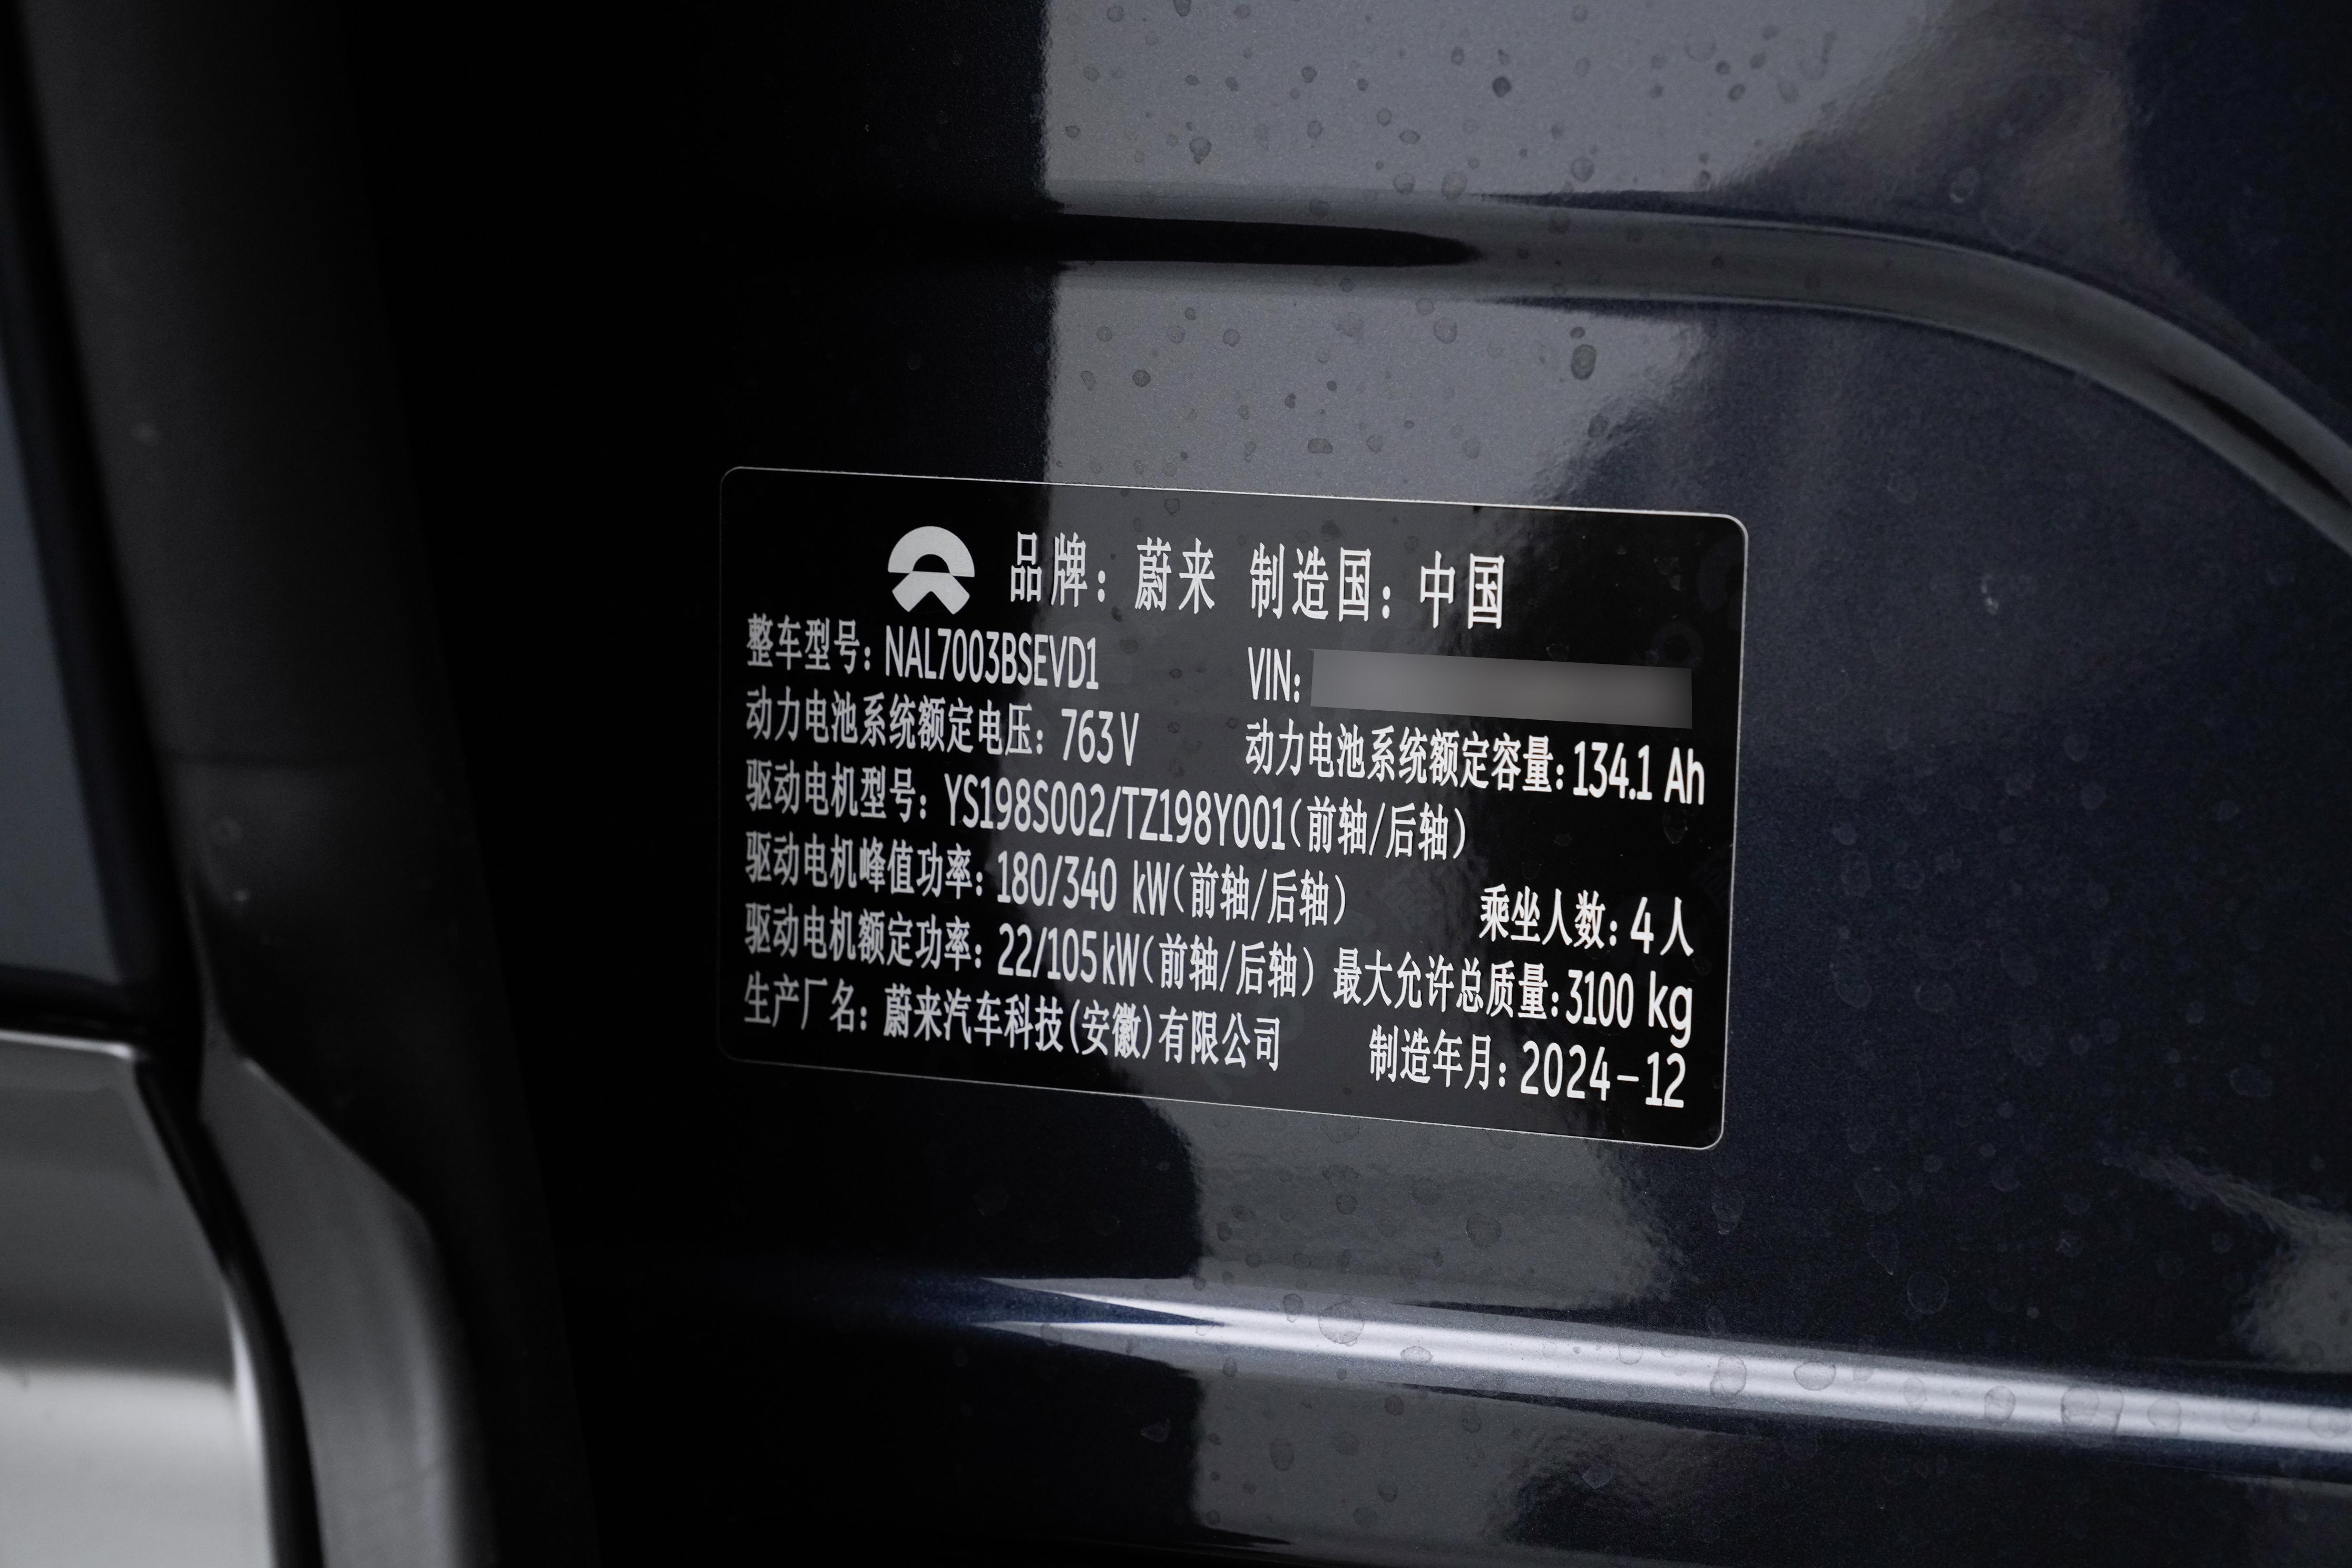 品牌：蔚来 制造国：中国
整车型号：NAL7003BSEVD1 VIN：
动力电池系统额定电压：763V 动力电池系统额定容量：134.1 Ah
驱动电机型号：YS198S002/TZ198Y001(前轴/后轴)
驱动电机峰值功率：180/340 kW(前轴/后轴) 乘坐人数：4人
驱动电机额定功率：22/105kW(前轴/后轴) 最大允许总质量：3100 kg
生产厂名：蔚来汽车科技(安徽)有限公司 制造年月：2024-12